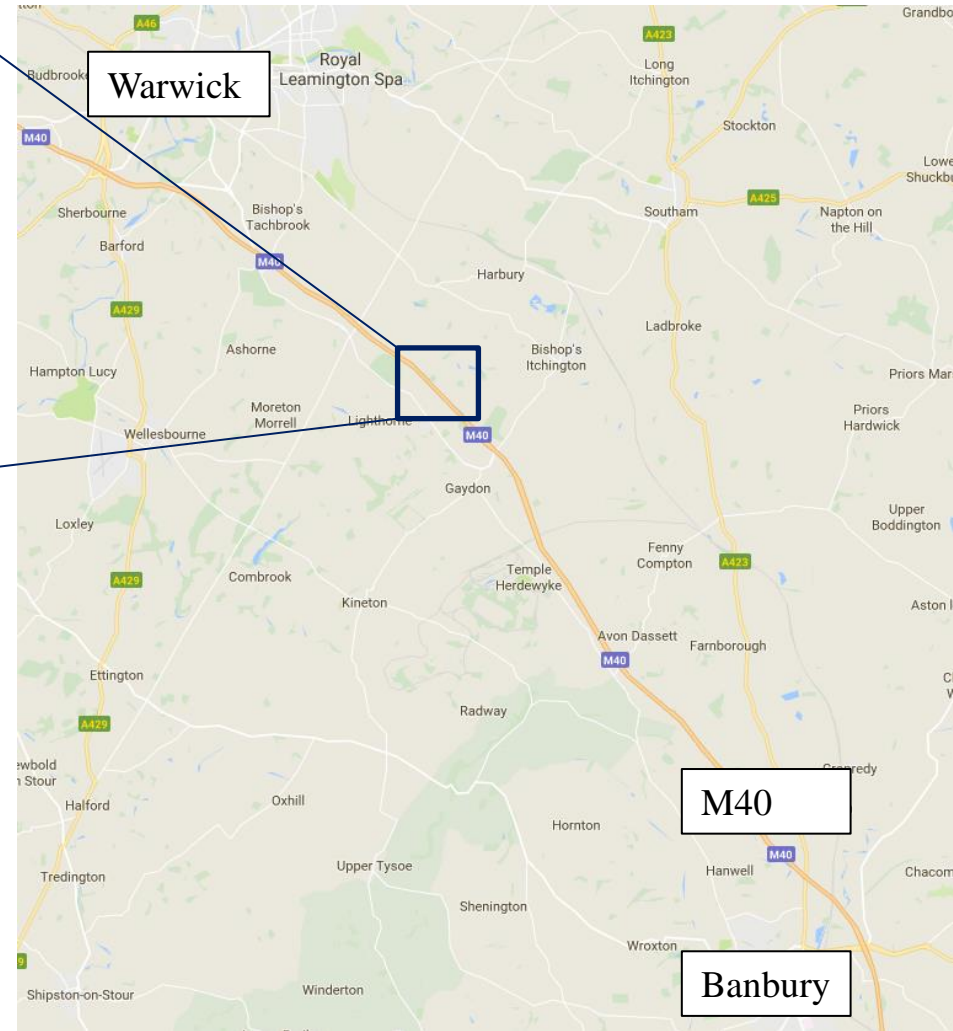 A46
A423
Grandbo
Royal
Leamington Spa
Long
Itchington
Budbrooke
Warwick
Stockton
M40
Lowe
Shuckbu
A425
Sherbourne
Bishop's
Tachbrook
Southam
Napton on
the Hill
Barford
M40
Harbury
A429
Ladbroke
Ashorne
Bishop's
Itchington
Hampton Lucy
Priors Mar
Moreton
Morrell
Lighthorne
Priors
Hardwick
Wellesbourne
M40
Gaydon
Loxley
Upper
Boddington
Fenny
Compton
A423
Temple
Herdewyke
A429
Combrook
Kineton
Aston l
Avon Dassett
Farnborough
M40
Ettington
Radway
A429
ewbold
n Stour
Halford
Oxhill
M40
Hornton
M40
Upper Tysoe
Hanwell
Chacom
Tredington
Shenington
Wroxton
9
Banbury
Shipston-on-Stour
Winderton